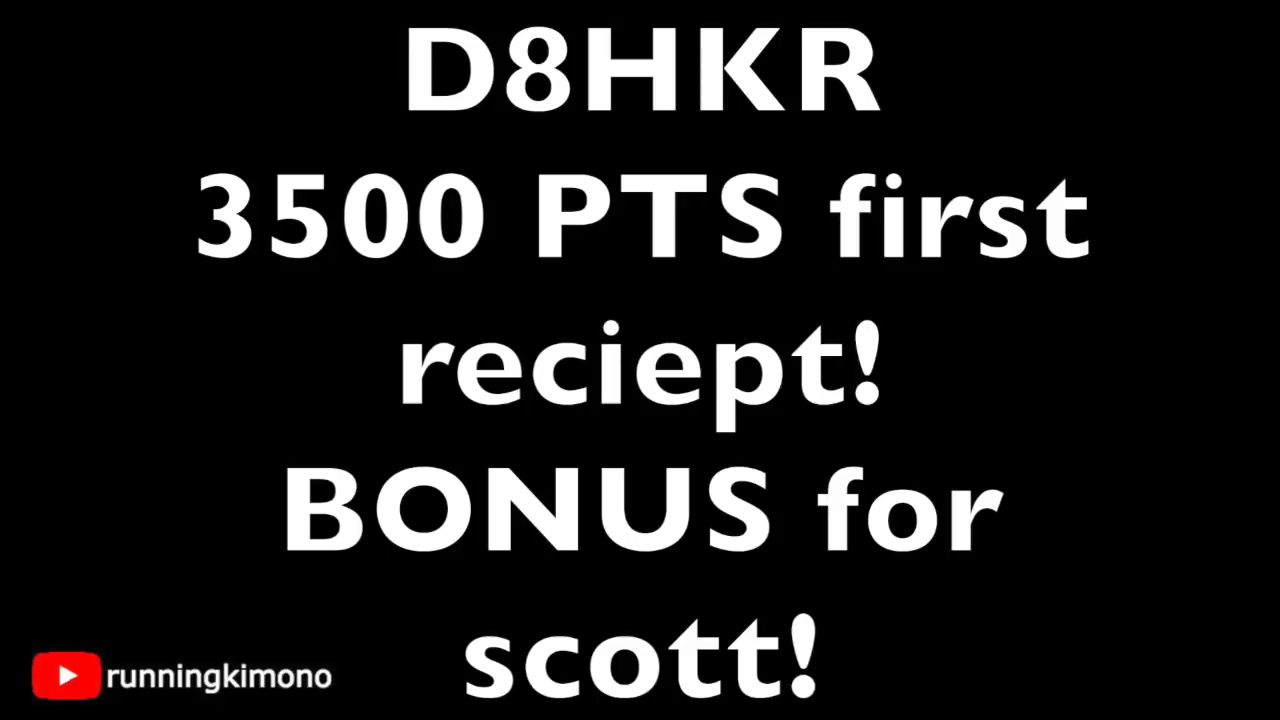 D8HKR
3500 PTS first
reciept!
BONUS for
scott!
runningkimono